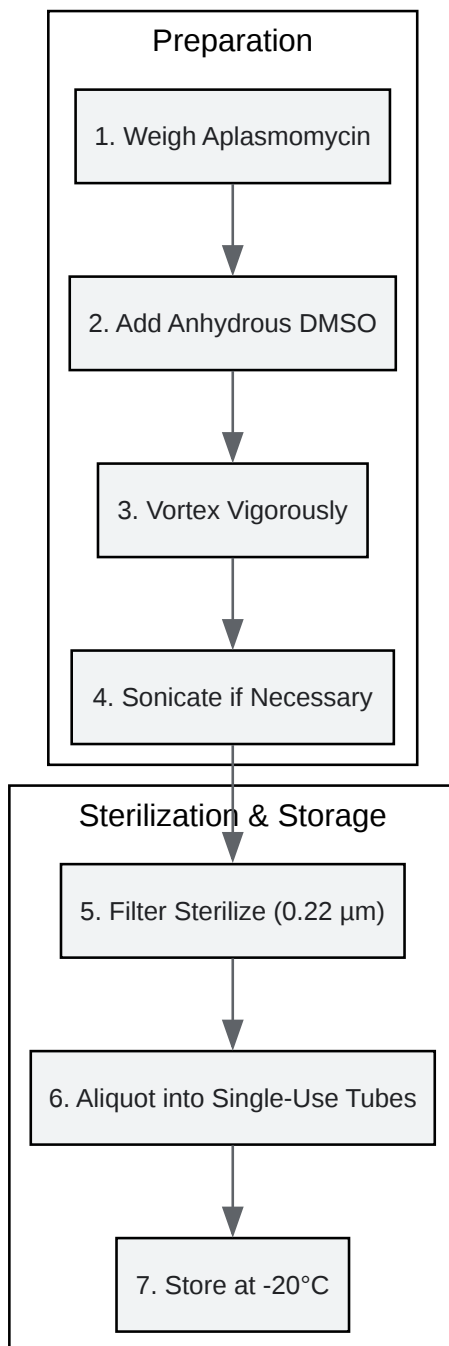 Preparation
1. Weigh Aplasmomycin
2. Add Anhydrous DMSO
3. Vortex Vigorously
4. Sonicate if Necessary
Sterilization & Storage
5. Filter Sterilize (0.22 µm)
6. Aliquot into Single-Use Tubes
7. Store at -20°C